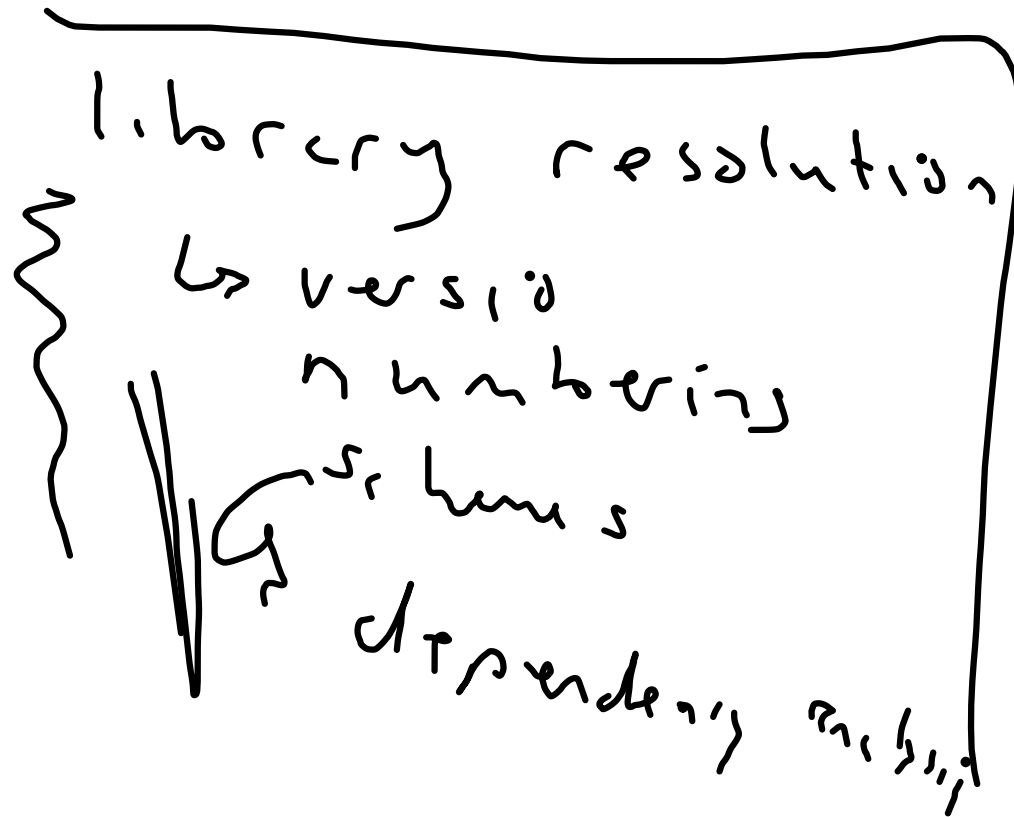 library resolution
↳ version
numbering
schemes
dependency